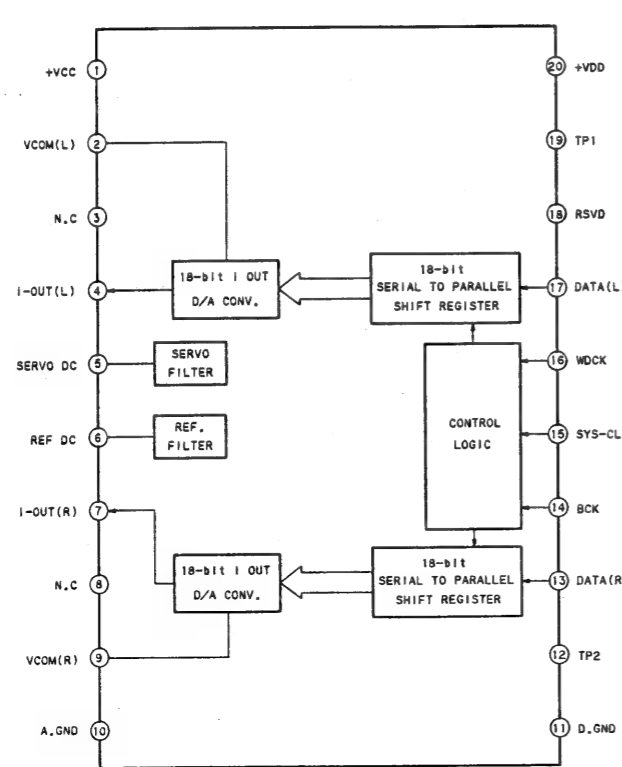 +VCC 1
20 +VDD
VCOM(L) 2
19 TP1
N.C 3
18 RSVD
18-bit
SERIAL TO PARALLEL
SHIFT REGISTER
18-bit I OUT
D/A CONV.
I-OUT(L) 4
17 DATA(L
SERVO DC 5
SERVO
FILTER
16 WDCK
REF DC 6
REF.
FILTER
CONTROL
LOGIC
15 SYS-CL
I-OUT(R) 7
14 BCK
18-bit
SERIAL TO PARALLEL
SHIFT REGISTER
18-bit I OUT
D/A CONV.
N.C 8
13 DATA(R
VCOM(R) 9
12 TP2
A.GND 10
11 D.GND